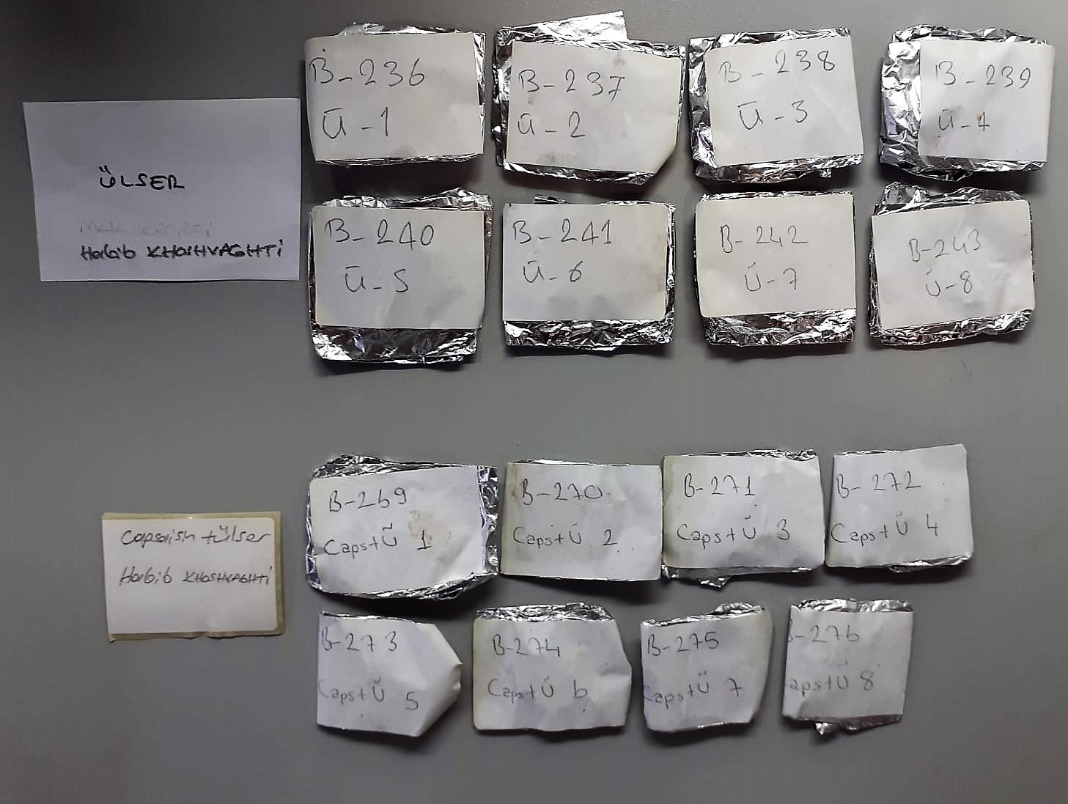 ÜLSER
Habib KHOSHVAGHTI
B-236
Ü-1
B-237
Ü-2
B-238
Ü-3
B-239
Ü-4
B-240
Ü-5
B-241
Ü-6
B-242
Ü-7
B-243
Ü-8
Capsaisin + ülser
Habib KHOSHVAGHTI
B-269
Caps+Ü 1
B-270
Caps+Ü 2
B-271
Caps+Ü 3
B-272
Caps+Ü 4
B-273
Caps+Ü 5
B-274
Caps+Ü 6
B-275
Caps+Ü 7
B-276
aps+Ü 8